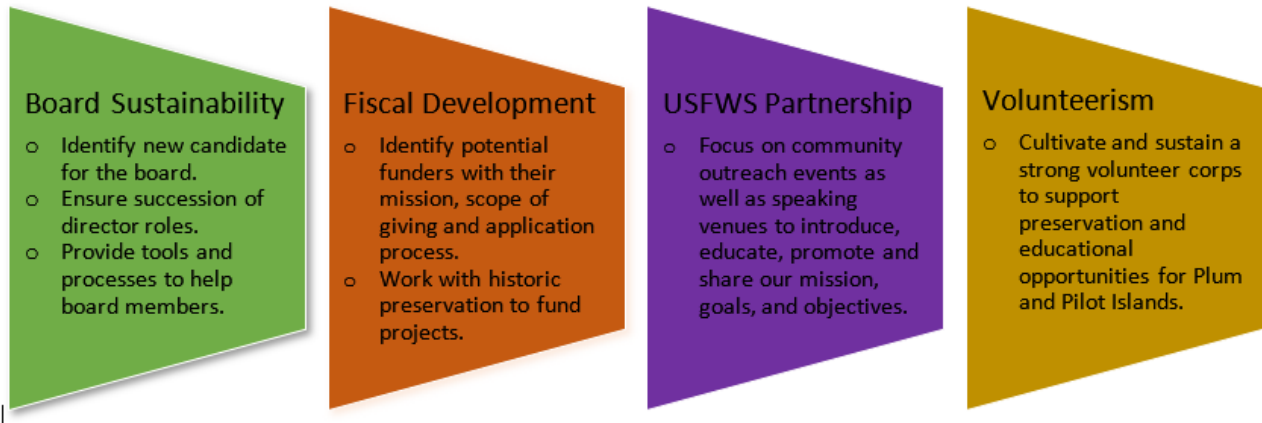 Board Sustainability
o Identify new candidate
for the board.
o Ensure succession of
director roles.
o Provide tools and
processes to help
board members.
Fiscal Development
o Identify potential
funders with their
mission, scope of
giving and application
process.
o Work with historic
preservation to fund
projects.
USFWS Partnership
o Focus on community
outreach events as
well as speaking
venues to introduce,
educate, promote and
share our mission,
goals, and objectives.
Volunteerism
o Cultivate and sustain a
strong volunteer corps
to support
preservation and
educational
opportunities for Plum
and Pilot Islands.